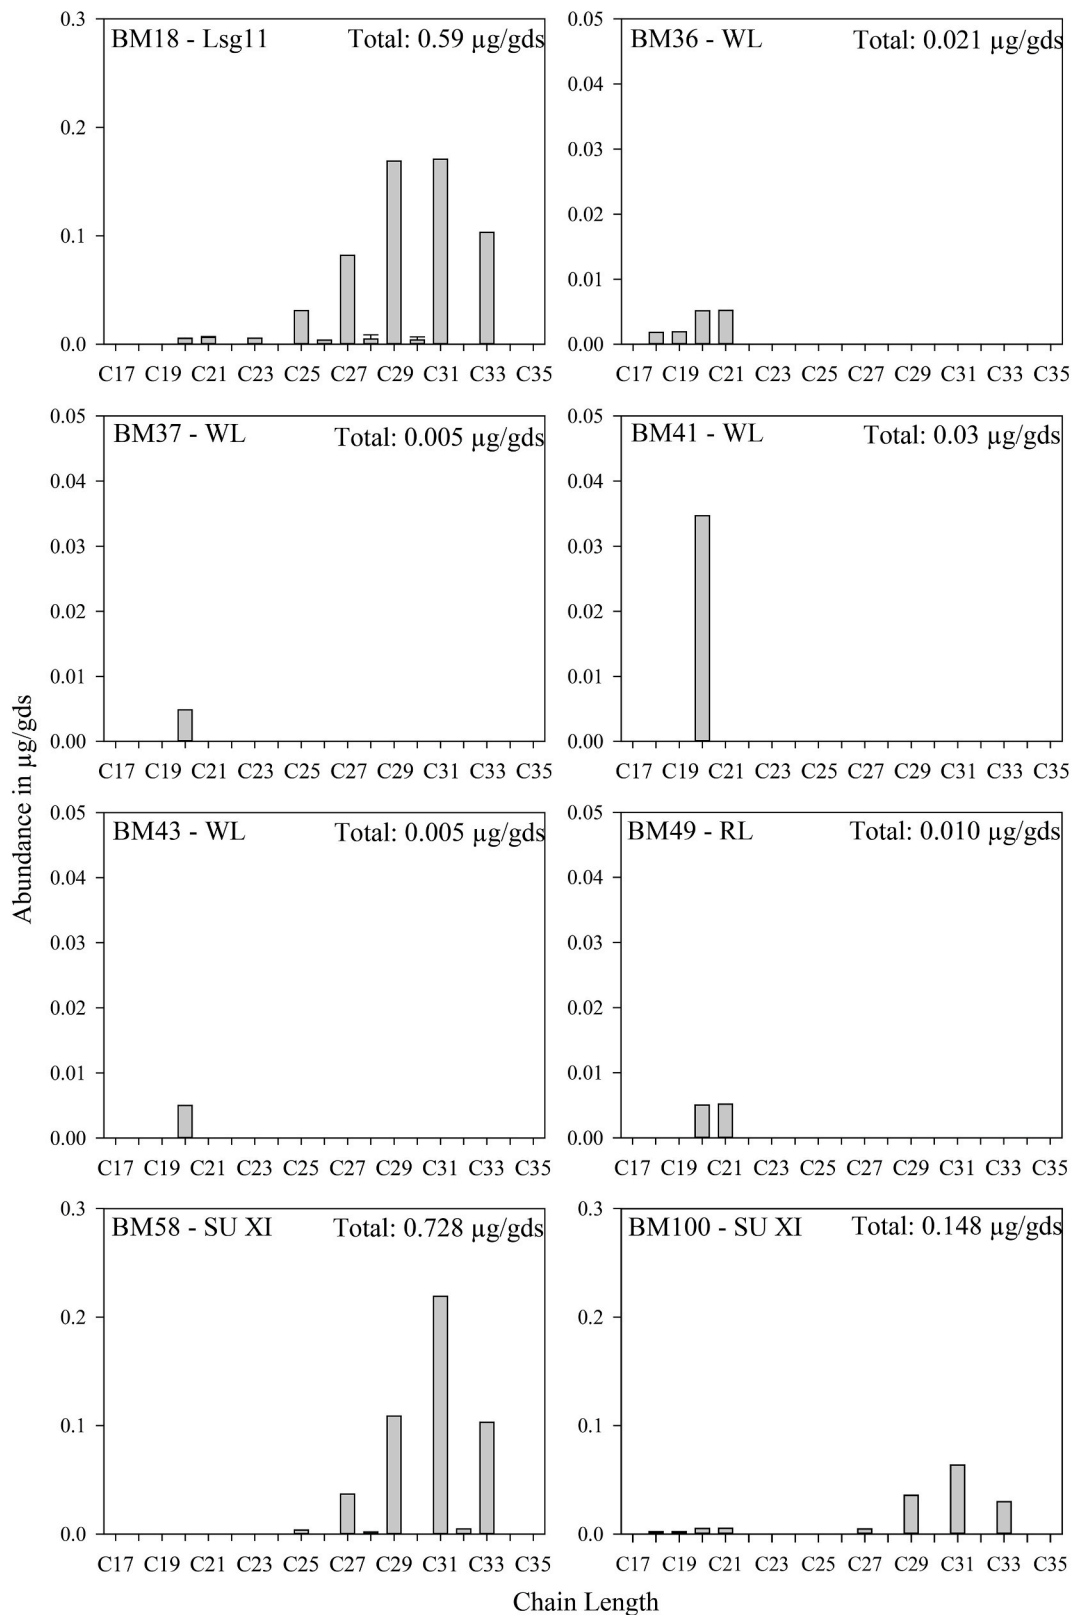 BM18 - Lsg11 Total: 0.59 µg/gds
0.3
0.2
0.1
0.0
C17 C19 C21 C23 C25 C27 C29 C31 C33 C35
BM36 - WL Total: 0.021 µg/gds
0.05
0.04
0.03
0.02
0.01
0.00
C17 C19 C21 C23 C25 C27 C29 C31 C33 C35
BM37 - WL Total: 0.005 µg/gds
0.05
0.04
0.03
0.02
0.01
0.00
C17 C19 C21 C23 C25 C27 C29 C31 C33 C35
BM41 - WL Total: 0.03 µg/gds
0.05
0.04
0.03
0.02
0.01
0.00
C17 C19 C21 C23 C25 C27 C29 C31 C33 C35
Abundance in µg/gds
BM43 - WL Total: 0.005 µg/gds
0.05
0.04
0.03
0.02
0.01
0.00
C17 C19 C21 C23 C25 C27 C29 C31 C33 C35
BM49 - RL Total: 0.010 µg/gds
0.05
0.04
0.03
0.02
0.01
0.00
C17 C19 C21 C23 C25 C27 C29 C31 C33 C35
BM58 - SU XI Total: 0.728 µg/gds
0.3
0.2
0.1
0.0
C17 C19 C21 C23 C25 C27 C29 C31 C33 C35
BM100 - SU XI Total: 0.148 µg/gds
0.3
0.2
0.1
0.0
C17 C19 C21 C23 C25 C27 C29 C31 C33 C35
Chain Length